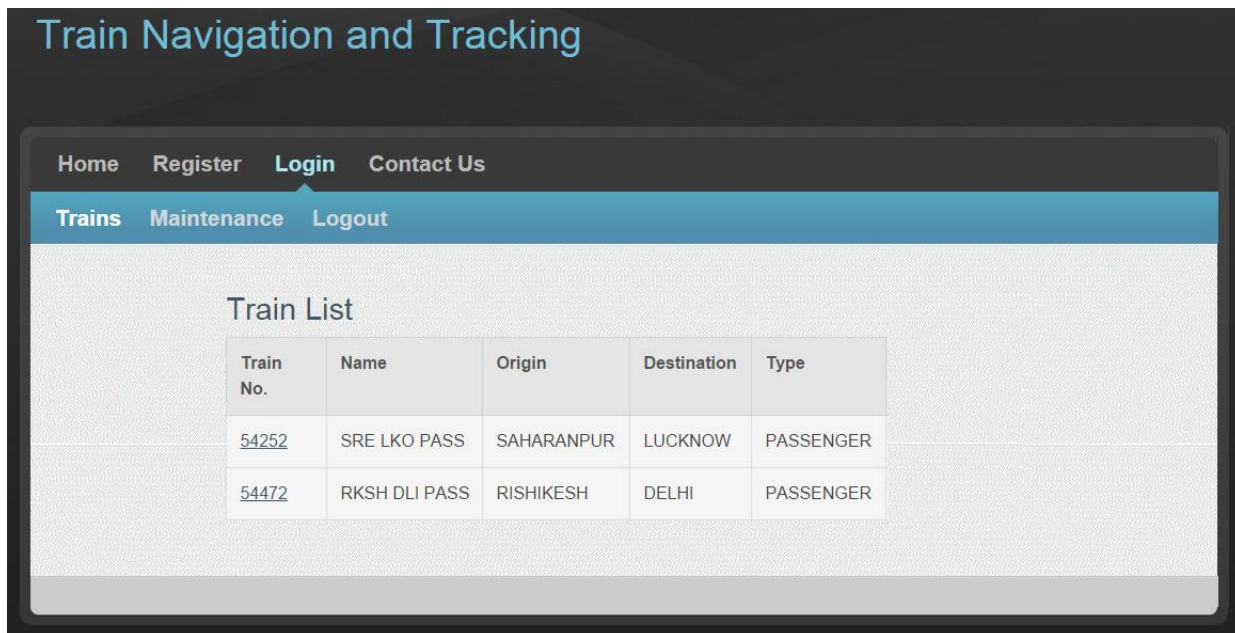 Train Navigation and Tracking
Home Register Login Contact Us
Trains Maintenance Logout
Train List
Train No. Name Origin Destination Type
54252 SRE LKO PASS SAHARANPUR LUCKNOW PASSENGER
54472 RKSH DLI PASS RISHIKESH DELHI PASSENGER